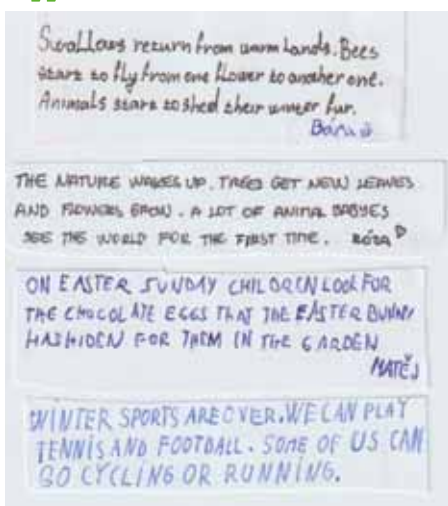 Swallows return from warm lands. Bees
start to fly from one flower to another one.
Animals start to shed their winter fur.
Bára
THE NATURE WAKES UP. TREES GET NEW LEAVES
AND FLOWERS GROW. A LOT OF ANIMAL BABYES
SEE THE WORLD FOR THE FIRST TIME. RÓZA
ON EASTER SUNDAY CHILDREN LOOK FOR
THE CHOCOLATE EGGS THAT THE EASTER BUNNY
HAS HIDEN FOR THEM IN THE GARDEN
MATĚJ
WINTER SPORTS ARE OVER. WE CAN PLAY
TENNIS AND FOOTBALL. SOME OF US CAN
GO CYCLING OR RUNNING.